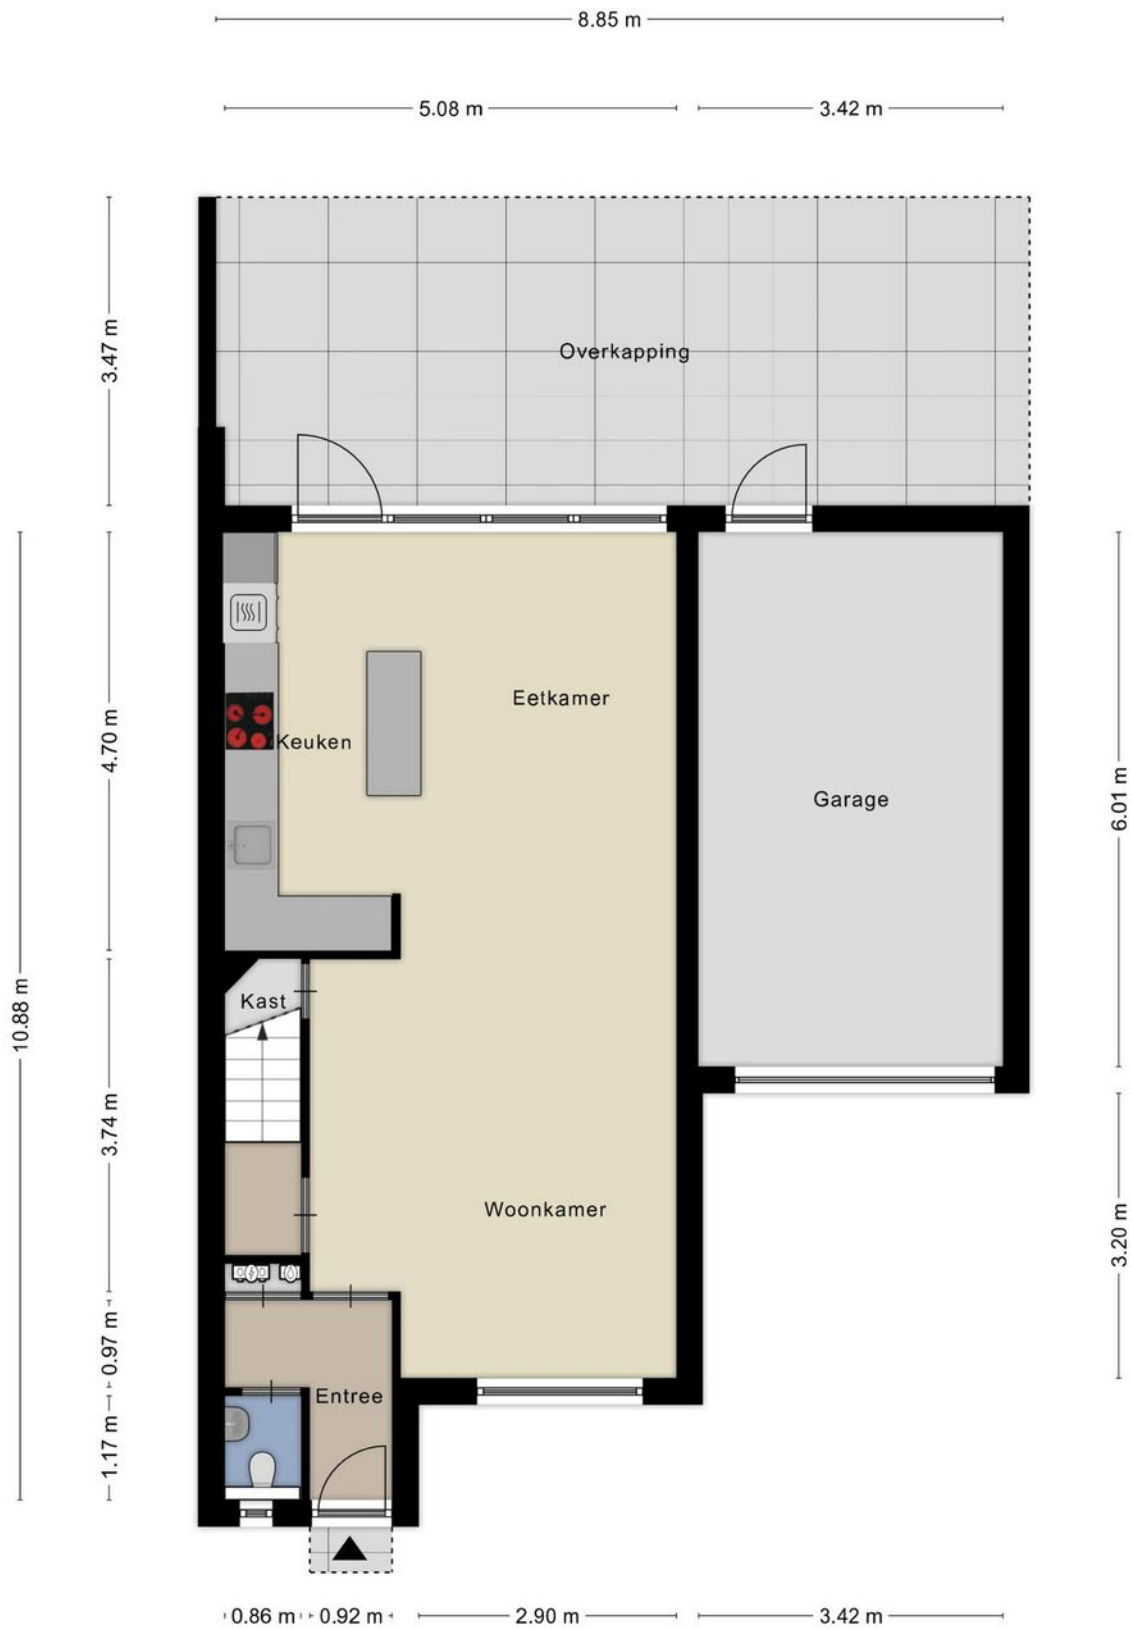 8.85 m
5.08 m
3.42 m
3.47 m
Overkapping
4.70 m
Eetkamer
Keuken
Garage
6.01 m
10.88 m
Kast
3.74 m
Woonkamer
3.20 m
0.97 m
Entree
1.17 m
0.86 m
0.92 m
2.90 m
3.42 m